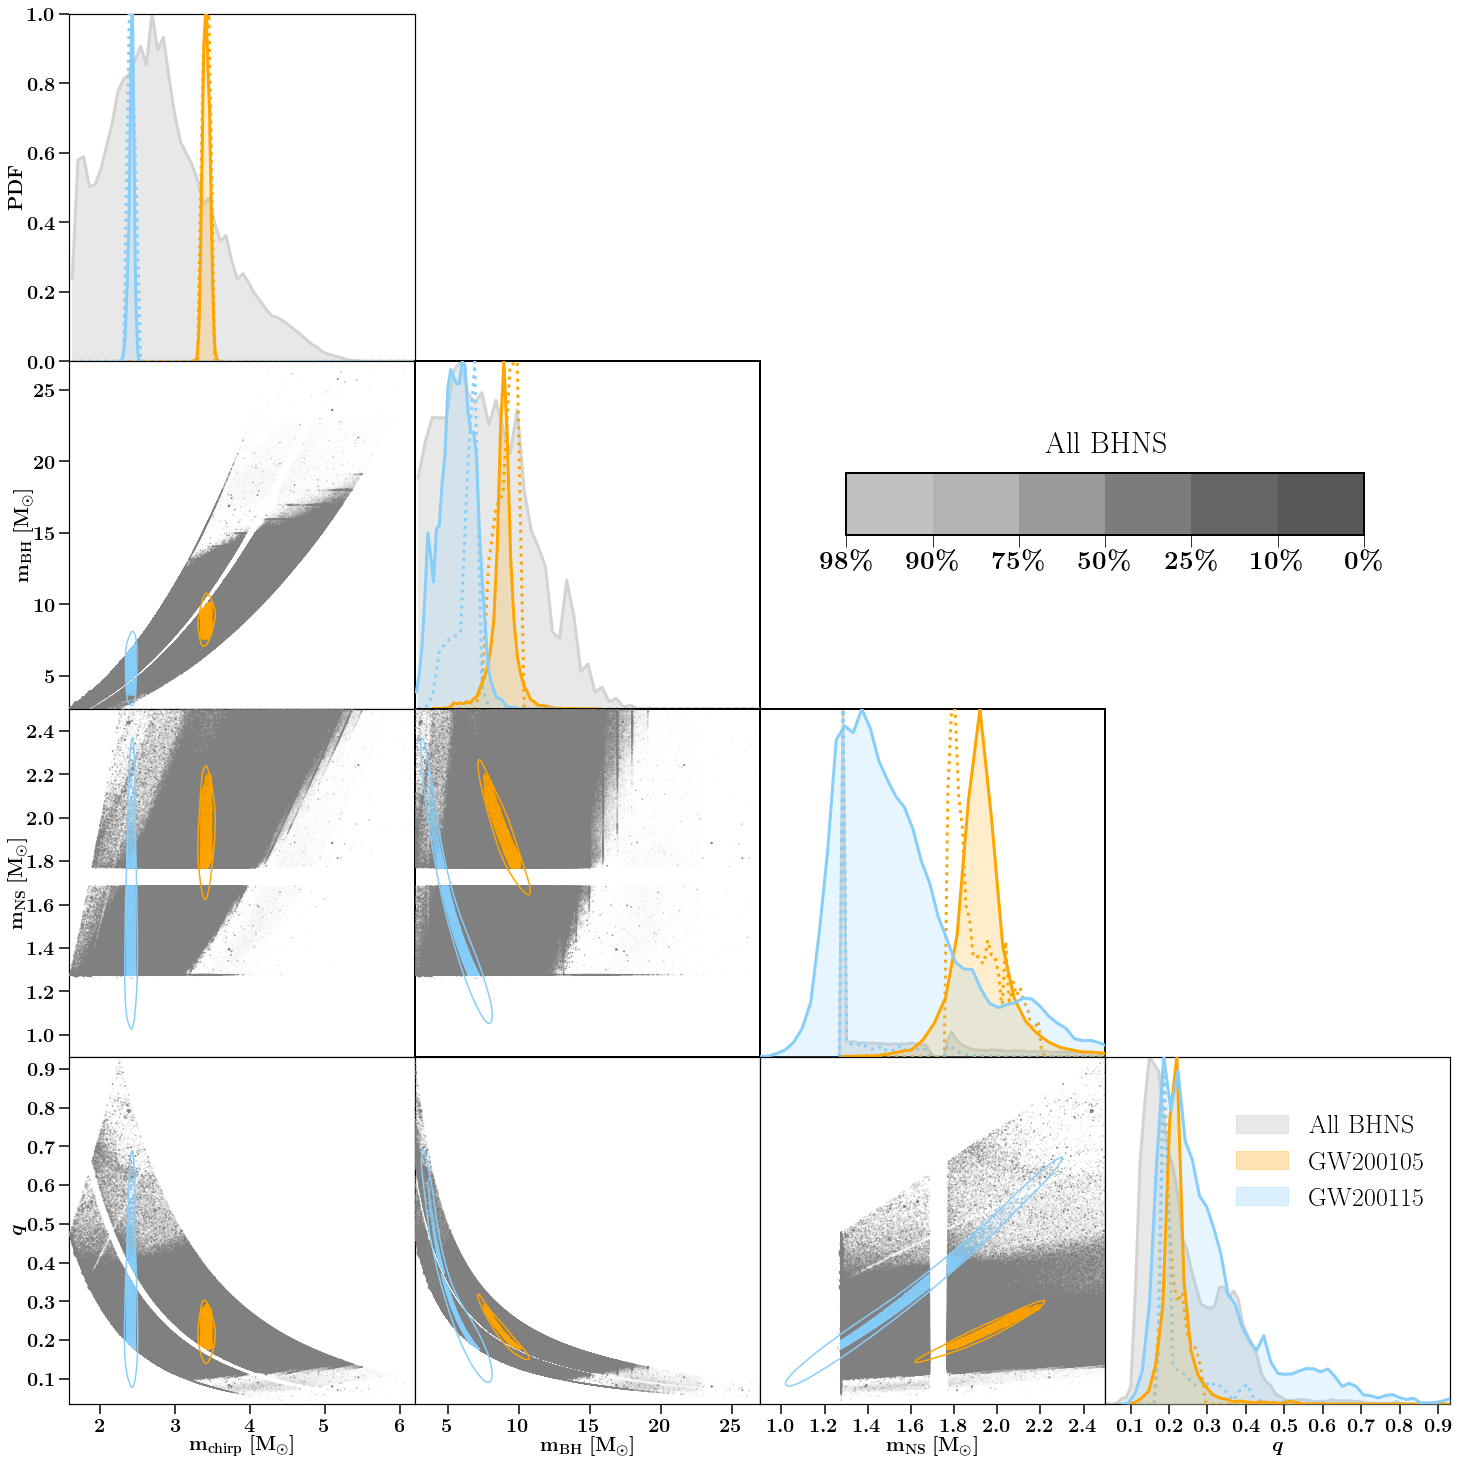 1.0
0.8
0.6
0.4
0.2
0.0
PDF
25
20
15
10
5
m_BH [M_⊙]
All BHNS
98% 90% 75% 50% 25% 10% 0%
2.4
2.2
2.0
1.8
1.6
1.4
1.2
1.0
m_NS [M_⊙]
0.9
0.8
0.7
0.6
0.5
0.4
0.3
0.2
0.1
q
All BHNS
GW200105
GW200115
2 3 4 5 6
m_chirp [M_⊙]
5 10 15 20 25
m_BH [M_⊙]
1.0 1.2 1.4 1.6 1.8 2.0 2.2 2.4
m_NS [M_⊙]
0.1 0.2 0.3 0.4 0.5 0.6 0.7 0.8 0.9
q